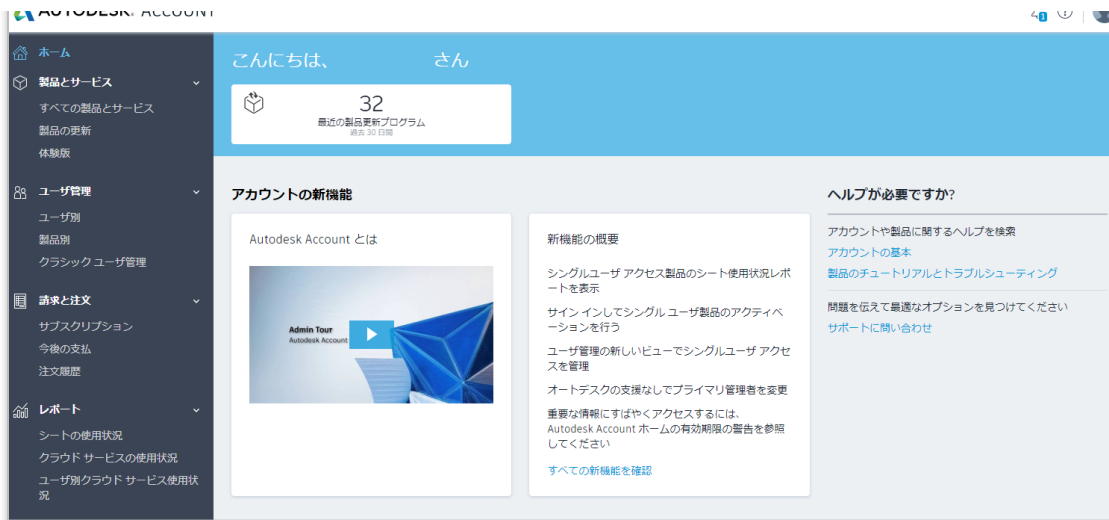 AUTODESK® ACCOUNT
1
ホーム
製品とサービス
すべての製品とサービス
製品の更新
体験版
ユーザ管理
ユーザ別
製品別
クラシック ユーザ管理
請求と注文
サブスクリプション
今後の支払
注文履歴
レポート
シートの使用状況
クラウド サービスの使用状況
ユーザ別クラウド サービス使用状
況
こんにちは、 さん
32
最近の製品更新プログラム
過去 30 日間
アカウントの新機能
Autodesk Account とは
Admin Tour
Autodesk Account
新機能の概要
シングルユーザ アクセス製品のシート使用状況レポ
ートを表示
サイン インしてシングル ユーザ製品のアクティベ
ーションを行う
ユーザ管理の新しいビューでシングルユーザ アクセ
スを管理
オートデスクの支援なしでプライマリ管理者を変更
重要な情報にすばやくアクセスするには、
Autodesk Account ホームの有効期限の警告を参照
してください
すべての新機能を確認
ヘルプが必要ですか?
アカウントや製品に関するヘルプを検索
アカウントの基本
製品のチュートリアルとトラブルシューティング
問題を伝えて最適なオプションを見つけてください
サポートに問い合わせ